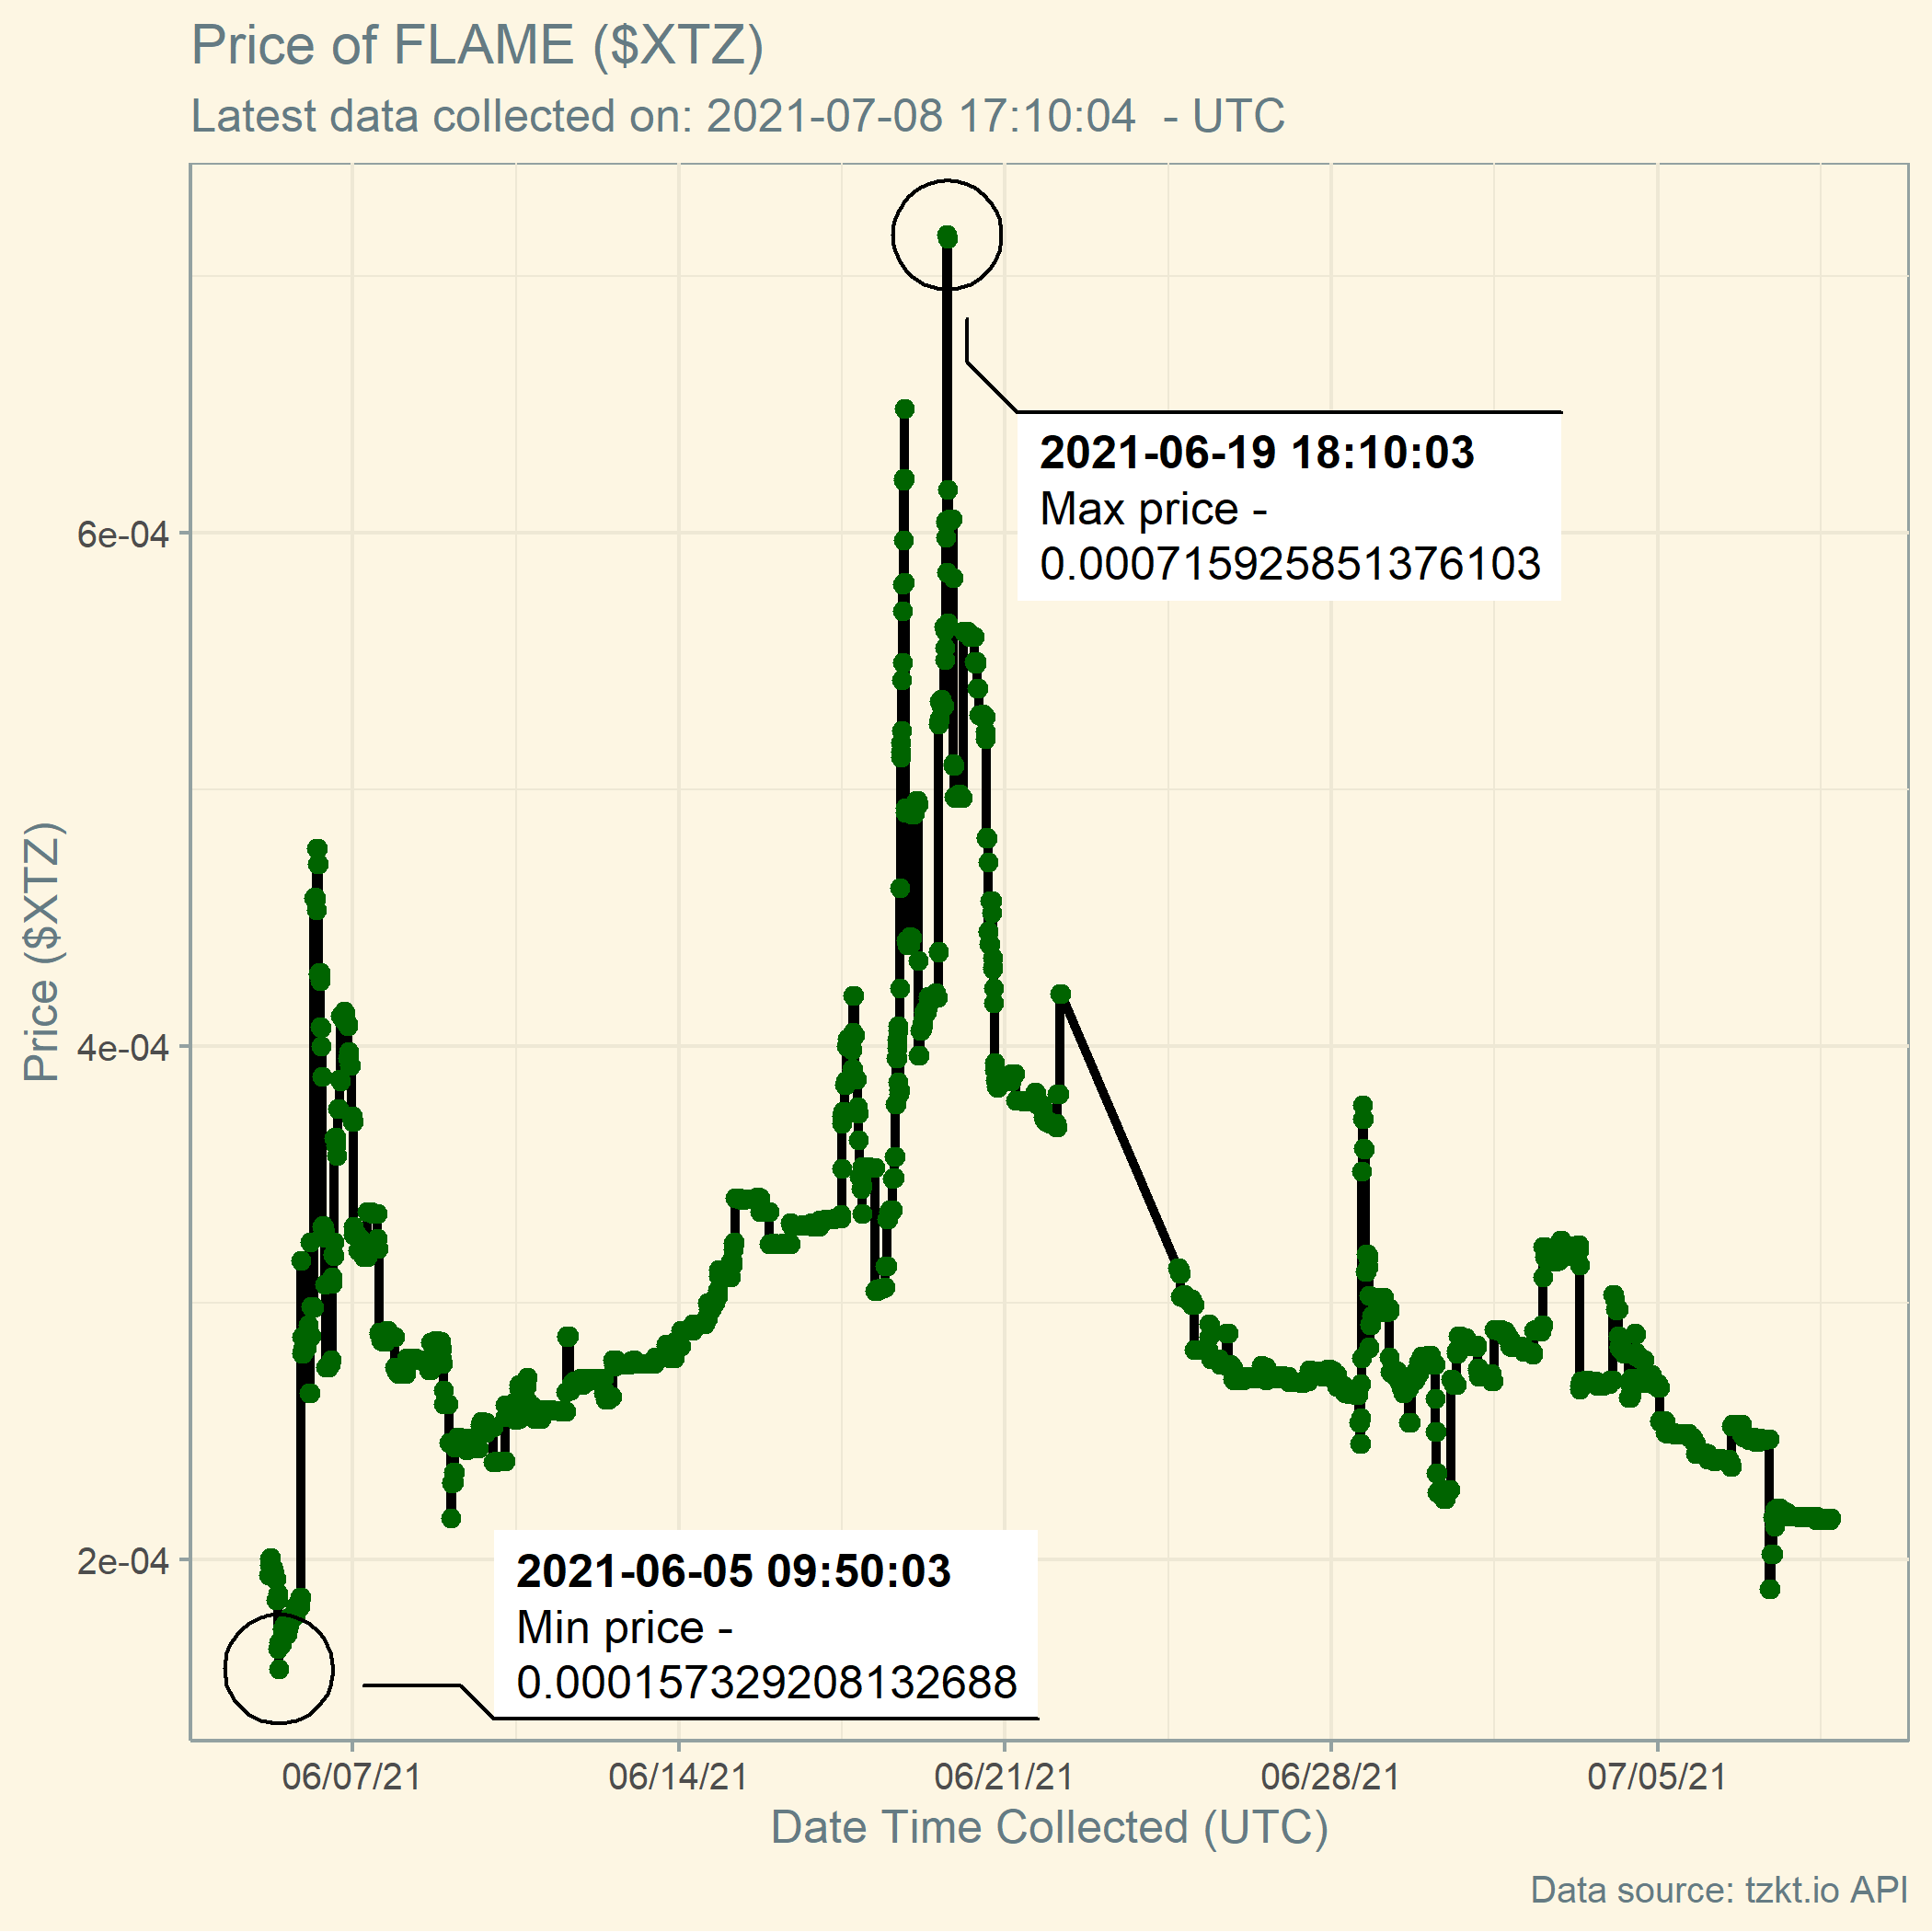 Price of FLAME ($XTZ)
Latest data collected on: 2021-07-08 17:10:04  - UTC
2021-06-19 18:10:03
Max price -
0.000715925851376103
6e-04
Price ($XTZ)
4e-04
2e-04
2021-06-05 09:50:03
Min price -
0.0001573292081326​88
06/07/21
06/14/21
06/21/21
06/28/21
07/05/21
Date Time Collected (UTC)
Data source: tzkt.io API